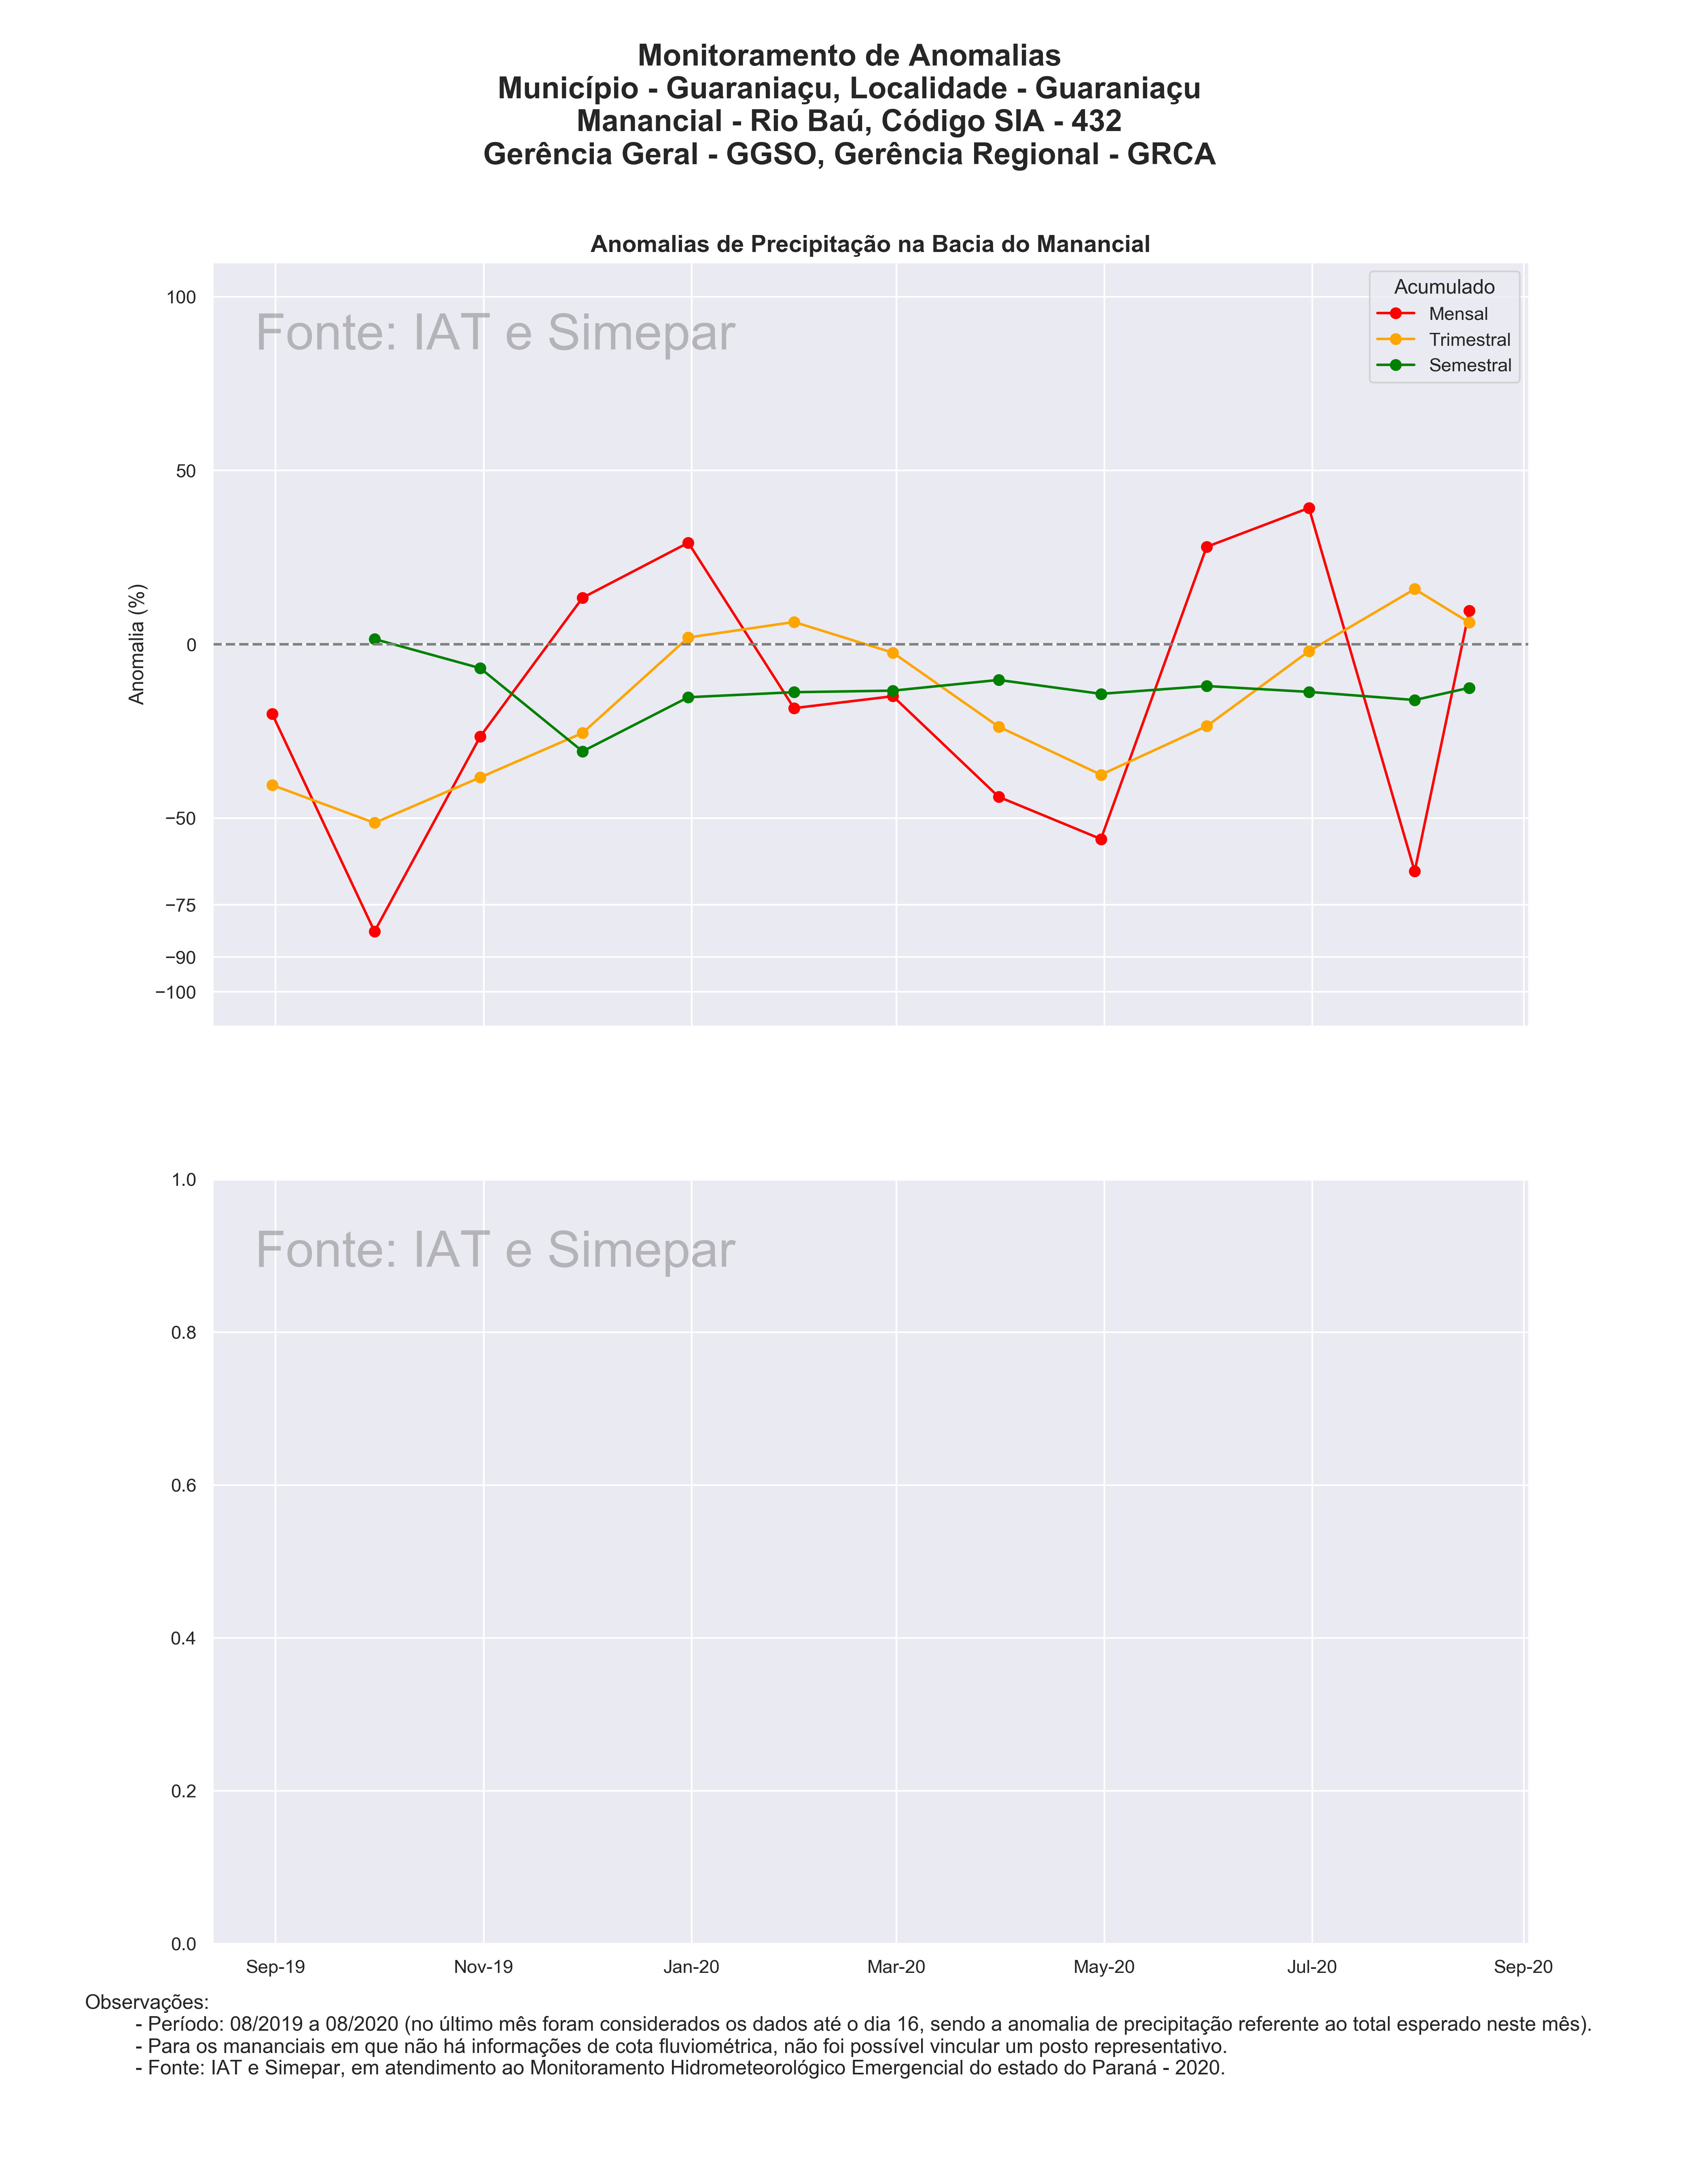 Monitoramento de Anomalias
Município - Guaraniaçu, Localidade - Guaraniaçu
Manancial - Rio Baú, Código SIA - 432
Gerência Geral - GGSO, Gerência Regional - GRCA
Anomalias de Precipitação na Bacia do Manancial
Fonte: IAT e Simepar
Acumulado
Mensal
Trimestral
Semestral
Anomalia (%)
100
50
0
−50
−75
−90
−100
Fonte: IAT e Simepar
1.0
0.8
0.6
0.4
0.2
0.0
Sep-19 Nov-19 Jan-20 Mar-20 May-20 Jul-20 Sep-20
Observações:
- Período: 08/2019 a 08/2020 (no último mês foram considerados os dados até o dia 16, sendo a anomalia de precipitação referente ao total esperado neste mês).
- Para os mananciais em que não há informações de cota fluviométrica, não foi possível vincular um posto representativo.
- Fonte: IAT e Simepar, em atendimento ao Monitoramento Hidrometeorológico Emergencial do estado do Paraná - 2020.